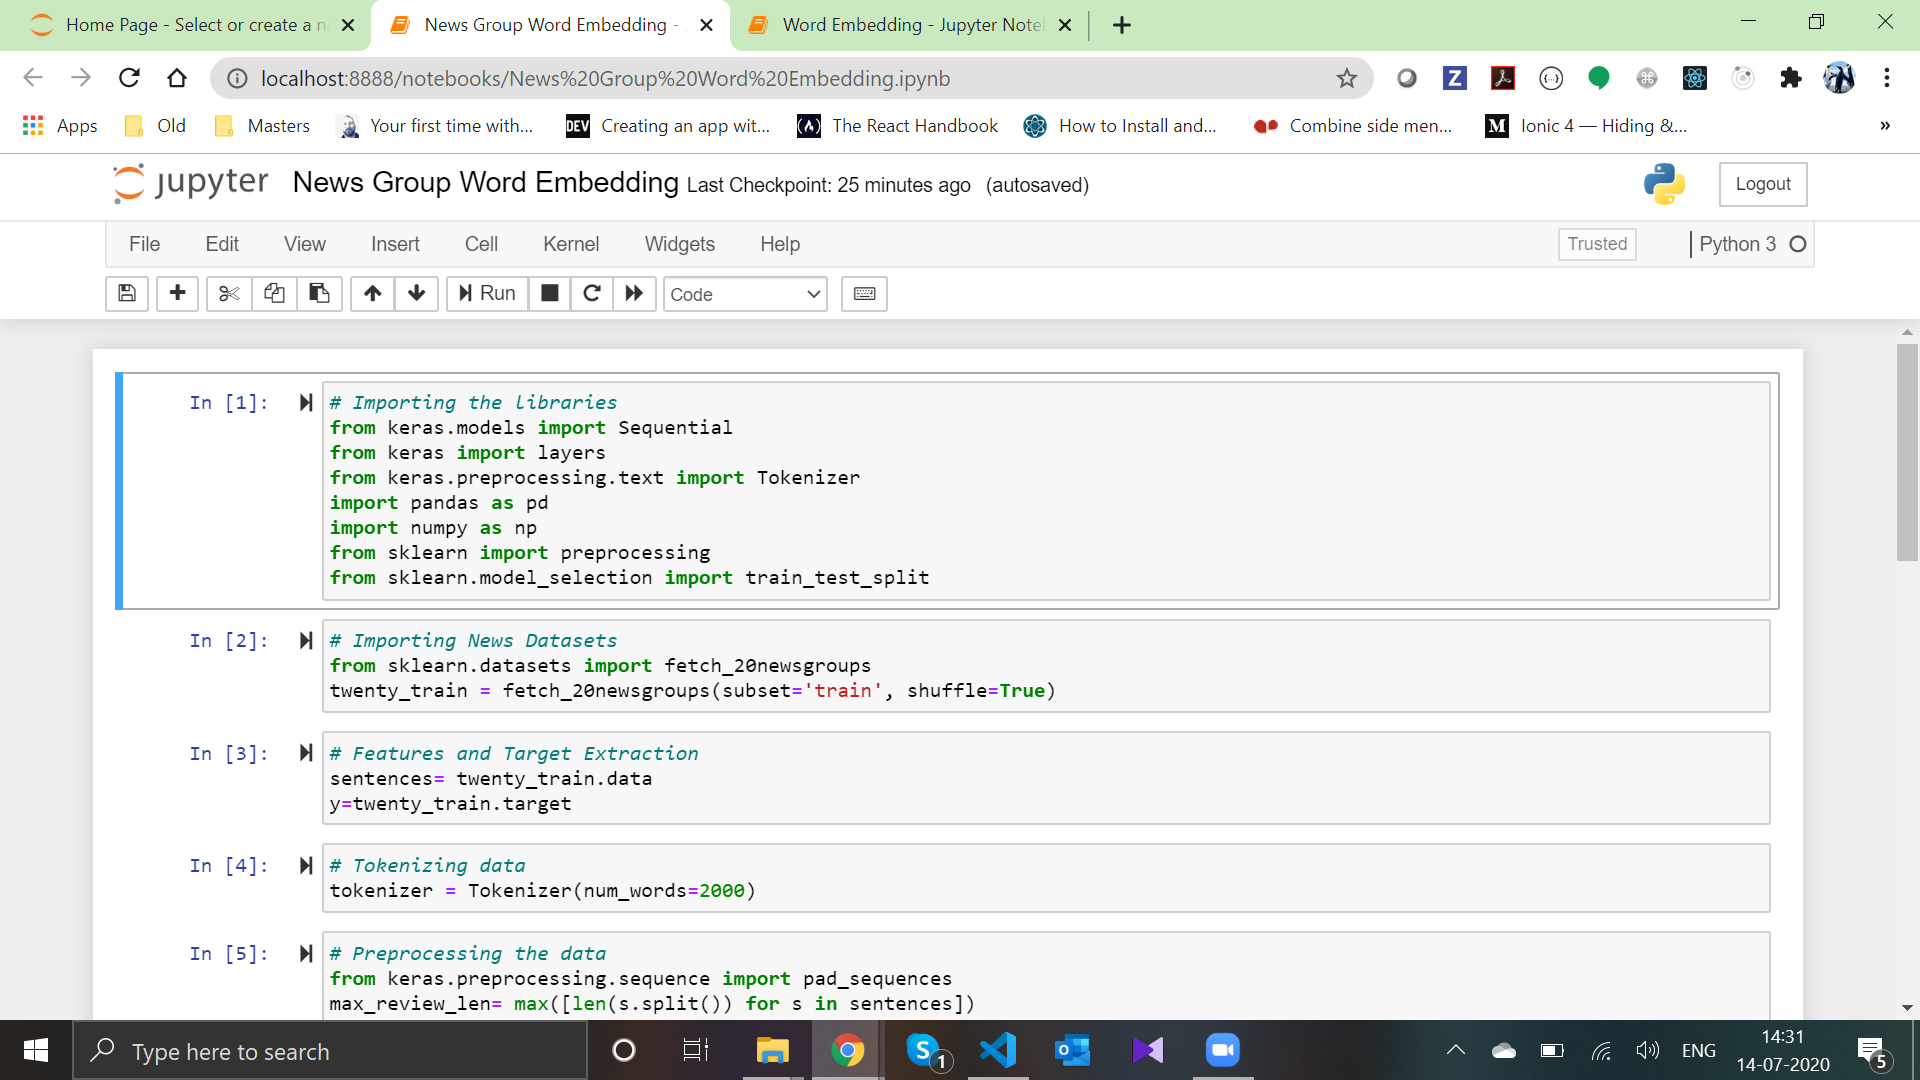 Home Page - Select or create a n
News Group Word Embedding -
Word Embedding - Jupyter Note
localhost:8888/notebooks/News%20Group%20Word%20Embedding.ipynb
Apps
Old
Masters
Your first time with...
DEV Creating an app wit...
The React Handbook
How to Install and...
Combine side men...
M Ionic 4 — Hiding &...
»
jupyter News Group Word Embedding Last Checkpoint: 25 minutes ago (autosaved)
Logout
File Edit View Insert Cell Kernel Widgets Help
Trusted
Python 3
Run
Code
In [1]:
# Importing the libraries
from keras.models import Sequential
from keras import layers
from keras.preprocessing.text import Tokenizer
import pandas as pd
import numpy as np
from sklearn import preprocessing
from sklearn.model_selection import train_test_split
In [2]:
# Importing News Datasets
from sklearn.datasets import fetch_20newsgroups
twenty_train = fetch_20newsgroups(subset='train', shuffle=True)
In [3]:
# Features and Target Extraction
sentences= twenty_train.data
y=twenty_train.target
In [4]:
# Tokenizing data
tokenizer = Tokenizer(num_words=2000)
In [5]:
# Preprocessing the data
from keras.preprocessing.sequence import pad_sequences
max_review_len= max([len(s.split()) for s in sentences])
Type here to search
1
ENG
14:31
14-07-2020
5